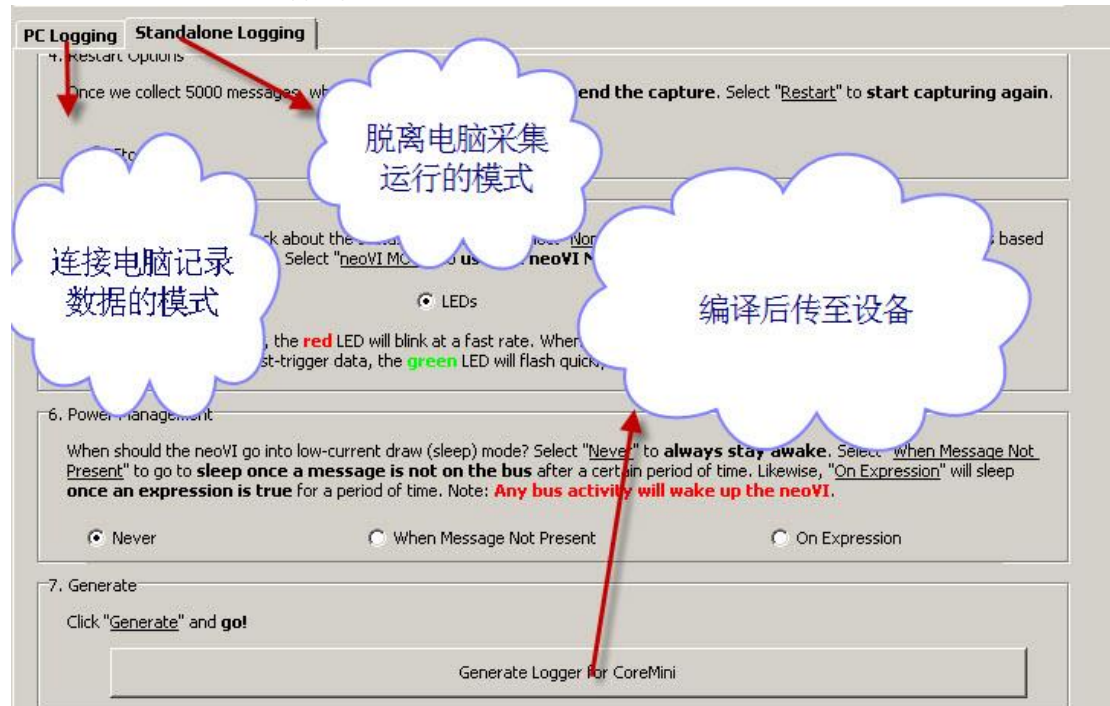 PC Logging Standalone Logging
4. Restart Options
Once we collect 5000 messages, wh end the capture. Select "Restart" to start capturing again.
脱离电脑采集
运行的模式
连接电脑记录
数据的模式
编译后传至设备
about the based
Select "neoVI
LEDs
, the red LED will blink at a fast rate. When
st-trigger data, the green LED will flash quick
6. Power Management
When should the neoVI go into low-current draw (sleep) mode? Select "Never" to always stay awake. Select "When Message Not
Present" to go to sleep once a message is not on the bus after a certain period of time. Likewise, "On Expression" will sleep
once an expression is true for a period of time. Note: Any bus activity will wake up the neoVI.
Never When Message Not Present On Expression
7. Generate
Click "Generate" and go!
Generate Logger for CoreMini